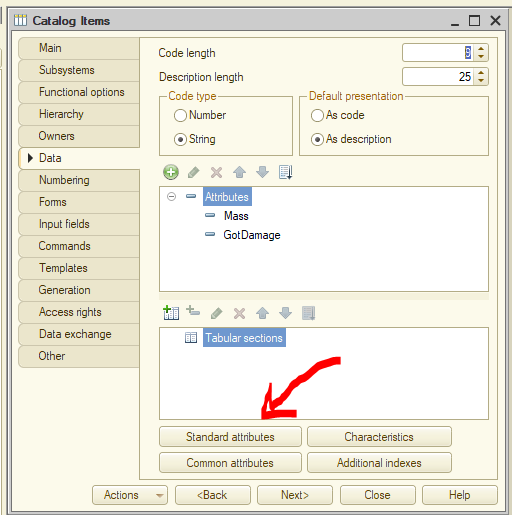 Catalog Items
Main
Subsystems
Functional options
Hierarchy
Owners
Data
Numbering
Forms
Input fields
Commands
Templates
Generation
Access rights
Data exchange
Other
Code length
Description length 25
Code type
Number
String
Default presentation
As code
As description
Attributes
Mass
GotDamage
Tabular sections
Standard attributes Characteristics
Common attributes Additional indexes
Actions <Back Next> Close Help